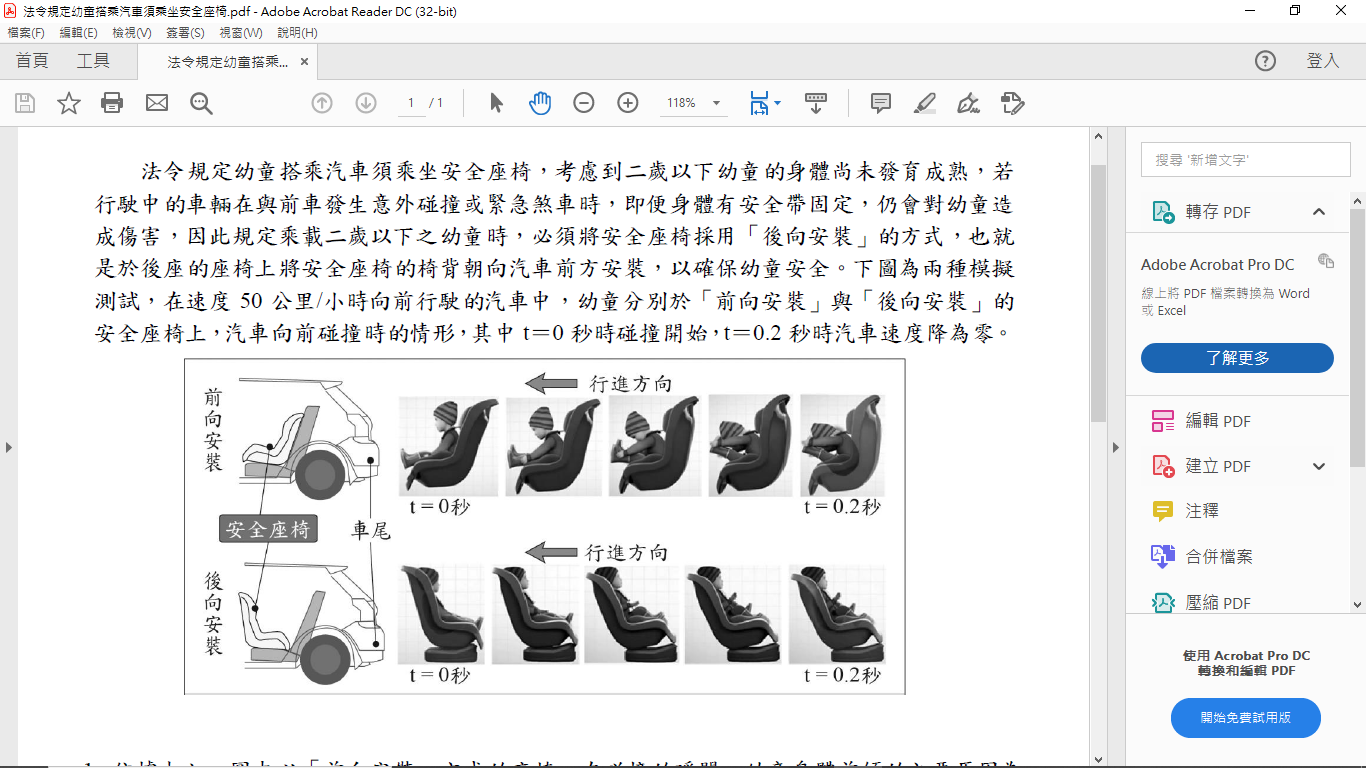 法令規定幼童搭乘汽車須乘坐安全座椅.pdf - Adobe Acrobat Reader DC (32-bit)
檔案(F) 編輯(E) 檢視(V) 簽署(S) 視窗(W) 說明(H)
首頁 工具 法令規定幼童搭乘... × 登入
1 / 1 118%
法令規定幼童搭乘汽車須乘坐安全座椅，考慮到二歲以下幼童的身體尚未發育成熟，若
行駛中的車輛在與前車發生意外碰撞或緊急煞車時，即便身體有安全帶固定，仍會對幼童造
成傷害，因此規定乘載二歲以下之幼童時，必須將安全座椅採用「後向安裝」的方式，也就
是於後座的座椅上將安全座椅的椅背朝向汽車前方安裝，以確保幼童安全。下圖為兩種模擬
測試，在速度 50 公里/小時向前行駛的汽車中，幼童分別於「前向安裝」與「後向安裝」的
安全座椅上，汽車向前碰撞時的情形，其中 t＝0 秒時碰撞開始，t＝0.2 秒時汽車速度降為零。
前向安裝
行進方向
t = 0秒 t = 0.2秒
安全座椅 車尾
後向安裝
行進方向
t = 0秒 t = 0.2秒
搜尋 '新增文字'
轉存 PDF
Adobe Acrobat Pro DC
線上將 PDF 檔案轉換為 Word
或 Excel
了解更多
編輯 PDF
建立 PDF
注釋
合併檔案
壓縮 PDF
使用 Acrobat Pro DC
轉換和編輯 PDF
開始免費試用版